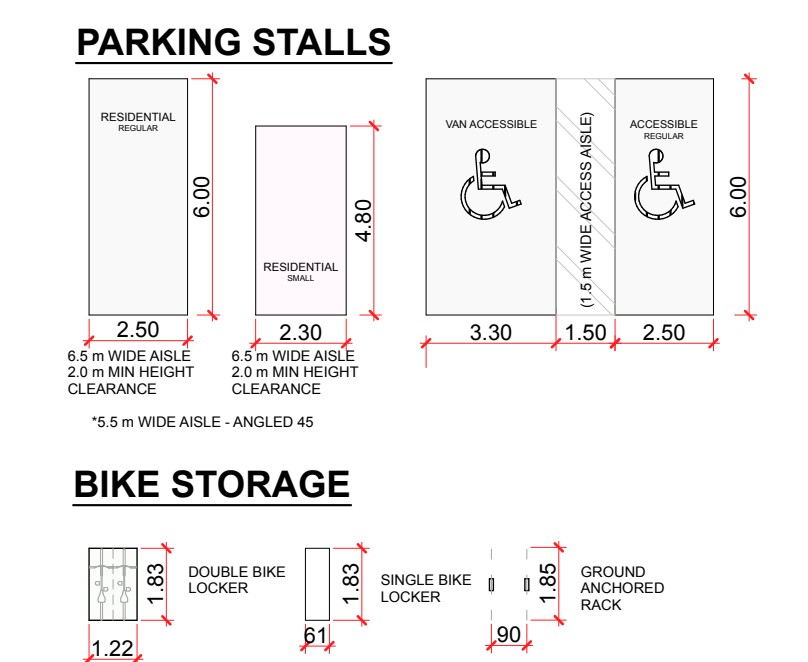 PARKING STALLS
RESIDENTIAL
REGULAR
6.00
2.50
6.5 m WIDE AISLE
2.0 m MIN HEIGHT
CLEARANCE
RESIDENTIAL
SMALL
4.80
2.30
6.5 m WIDE AISLE
2.0 m MIN HEIGHT
CLEARANCE
*5.5 m WIDE AISLE - ANGLED 45
VAN ACCESSIBLE
(1.5 m WIDE ACCESS AISLE)
ACCESSIBLE
REGULAR
6.00
3.30
1.50
2.50
BIKE STORAGE
1.83
1.22
DOUBLE BIKE
LOCKER
1.83
61
SINGLE BIKE
LOCKER
1.85
90
GROUND
ANCHORED
RACK